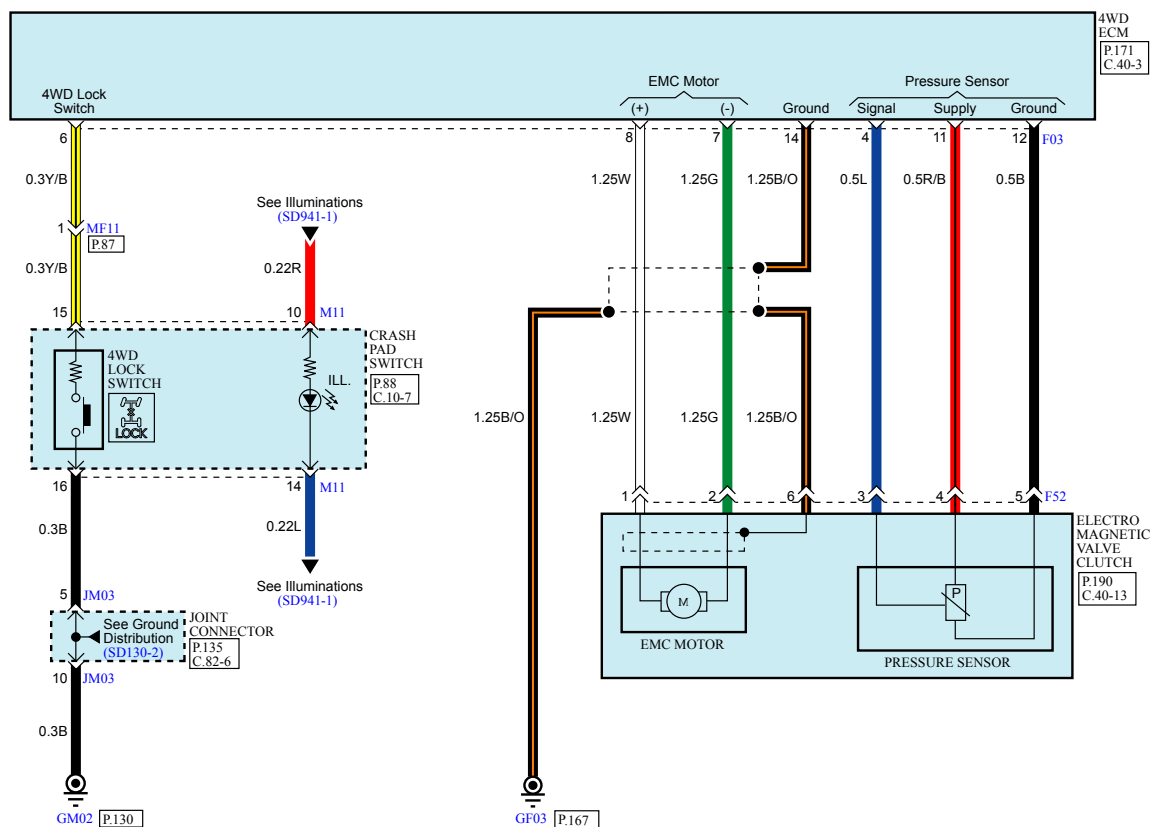 4WD
ECM
P.171
C.40-3
4WD Lock
Switch
EMC Motor
(+)
(-)
Ground
Pressure Sensor
Signal
Supply
Ground
6
8
7
14
4
11
12
F03
0.3Y/B
1.25W
1.25G
1.25B/O
0.5L
0.5R/B
0.5B
1
MF11
P.87
See Illuminations
(SD941-1)
0.3Y/B
0.22R
15
10
M11
4WD
LOCK
SWITCH
LOCK
ILL.
CRASH
PAD
SWITCH
P.88
C.10-7
1.25B/O
1.25W
1.25G
1.25B/O
16
14
M11
0.3B
0.22L
See Illuminations
(SD941-1)
1
2
6
3
4
5
F52
M
EMC MOTOR
P
PRESSURE SENSOR
ELECTRO
MAGNETIC
VALVE
CLUTCH
P.190
C.40-13
5
JM03
See Ground
Distribution
(SD130-2)
JOINT
CONNECTOR
P.135
C.82-6
10
JM03
0.3B
GM02
P.130
GF03
P.167